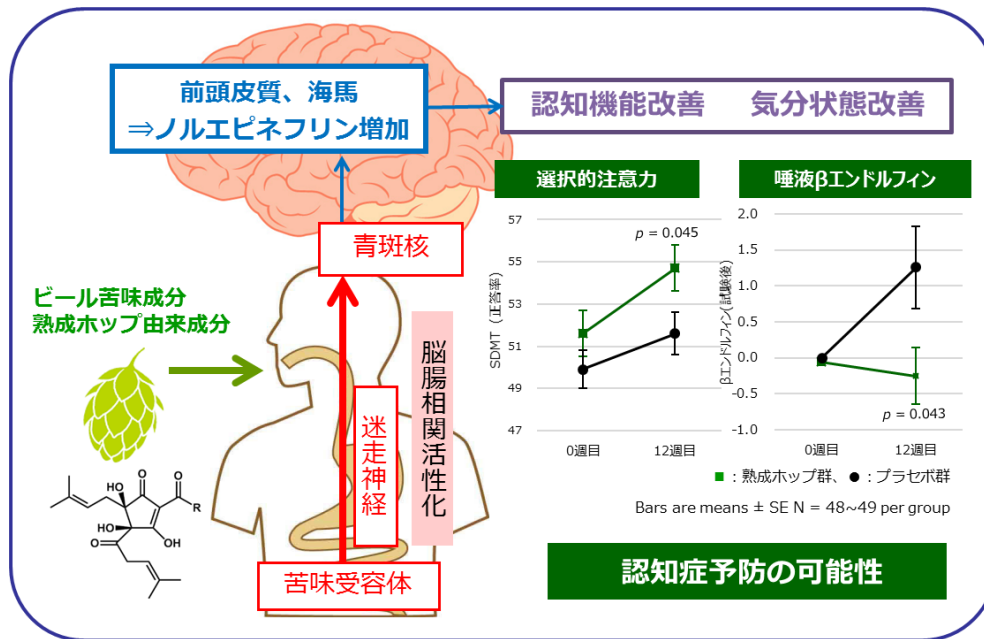 前頭皮質、海馬
⇒ノルエピネフリン増加
認知機能改善 気分状態改善
青斑核
ビール苦味成分
熟成ホップ由来成分
脳腸相関活性化
迷走神経
苦味受容体
HO
O
O
R
HO
O
OH
選択的注意力
SDMT (正答率)
57
55
53
51
49
47
p = 0.045
0週目 12週目
唾液βエンドルフィン
βエンドルフィン(試験後)
2.0
1.5
1.0
0.5
0.0
-0.5
-1.0
p = 0.043
0週目 12週目
■ : 熟成ホップ群、● : プラセボ群
Bars are means ± SE N = 48~49 per group
認知症予防の可能性